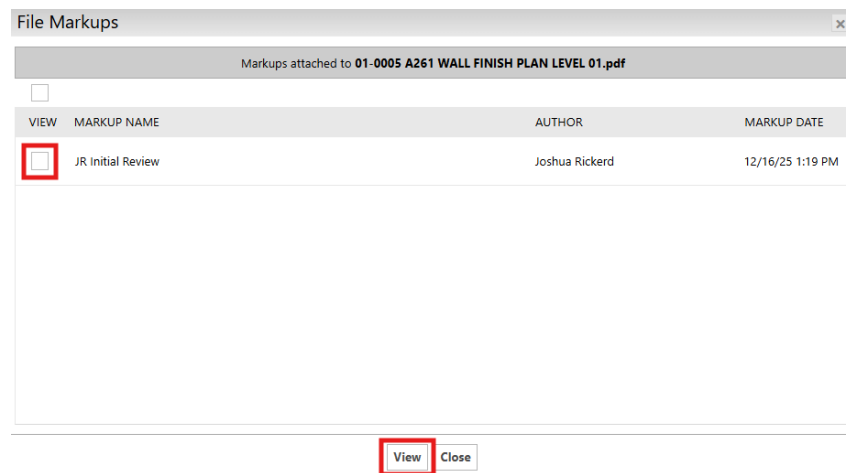 File Markups
Markups attached to 01-0005 A261 WALL FINISH PLAN LEVEL 01.pdf
VIEW MARKUP NAME AUTHOR MARKUP DATE
JR Initial Review Joshua Rickerd 12/16/25 1:19 PM
View Close